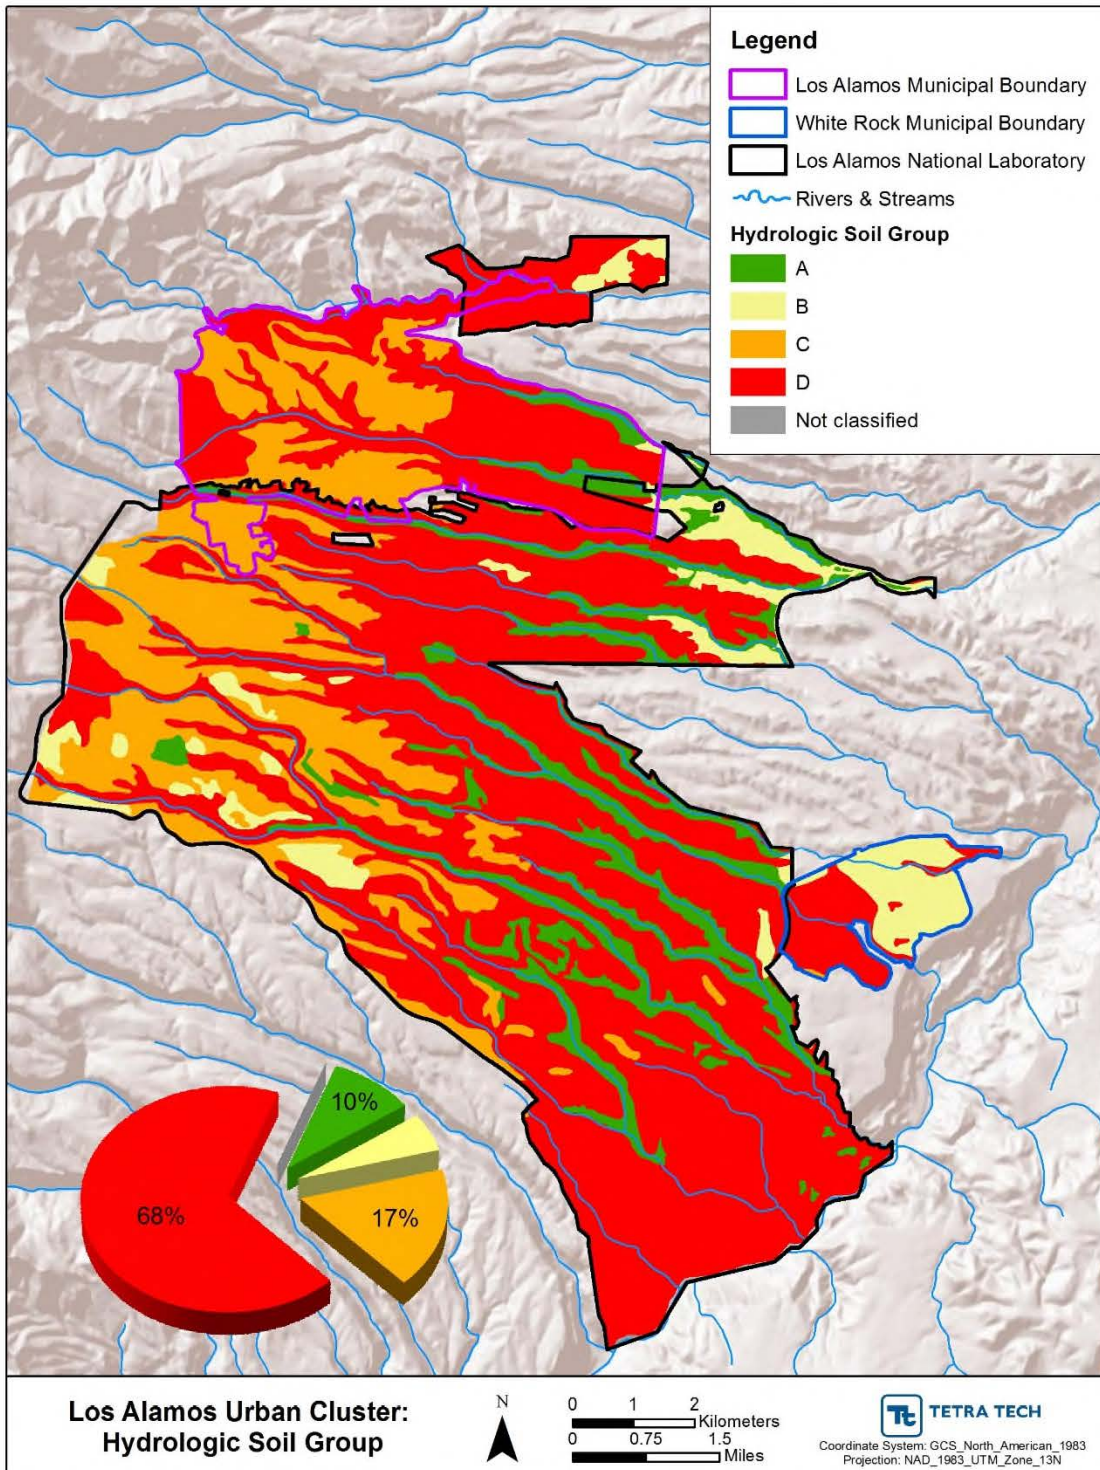 Legend
Los Alamos Municipal Boundary
White Rock Municipal Boundary
Los Alamos National Laboratory
Rivers & Streams
Hydrologic Soil Group
A
B
C
D
Not classified
10%
68%
17%
Los Alamos Urban Cluster:
Hydrologic Soil Group
N
0 1 2
Kilometers
0 0.75 1.5
Miles
Tt TETRA TECH
Coordinate System: GCS_North_American_1983
Projection: NAD_1983_UTM_Zone_13N